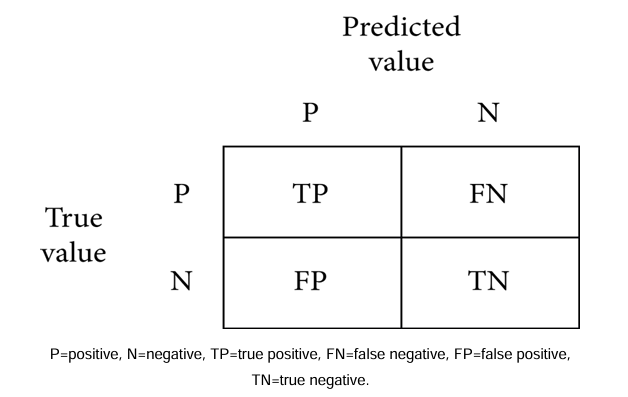 Predicted
value
P N
P TP FN
True
value
N FP TN
P=positive, N=negative, TP=true positive, FN=false negative, FP=false positive,
TN=true negative.